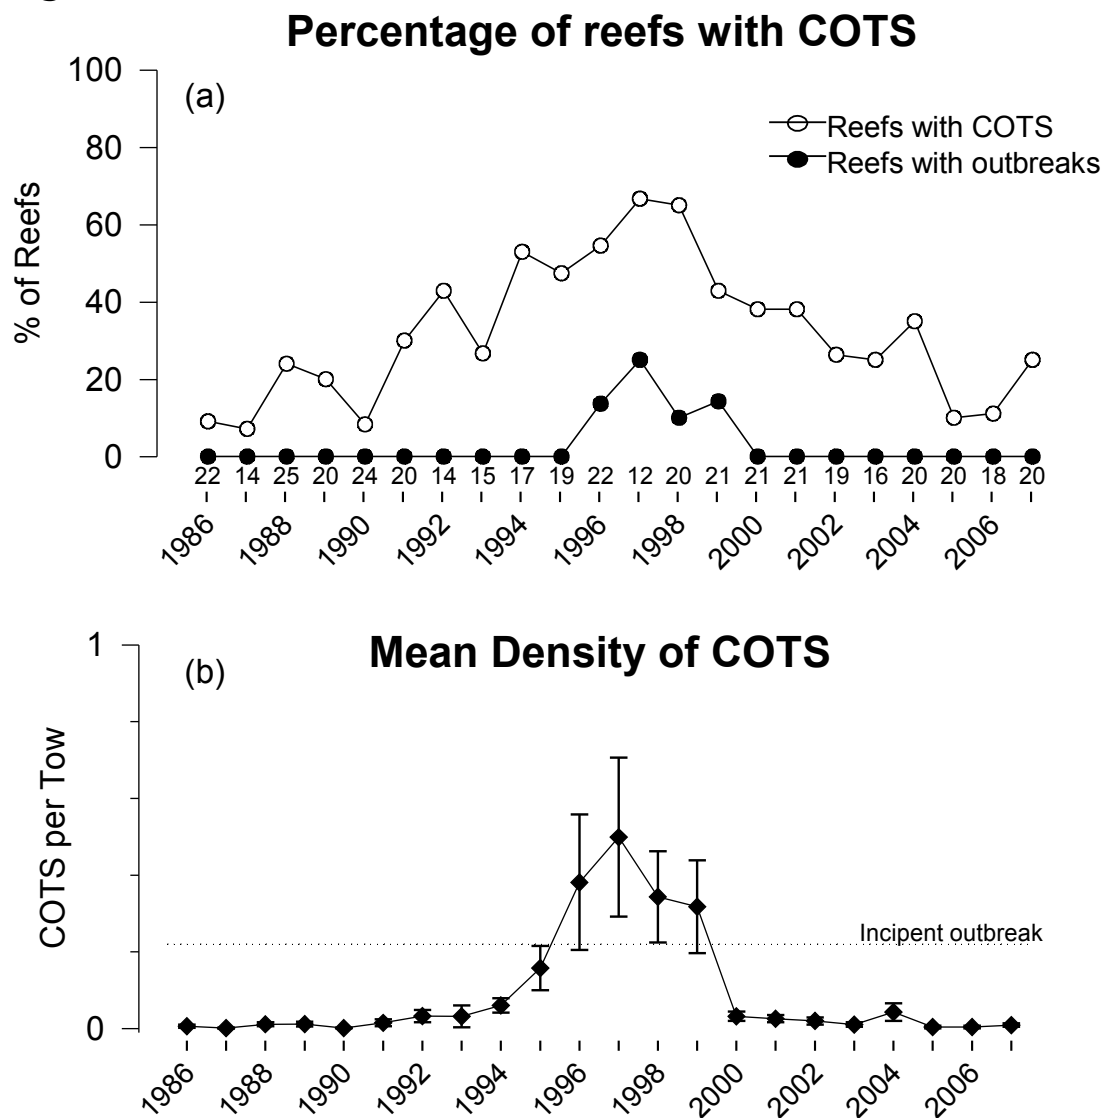 Percentage of reefs with COTS
100
(a)
Reefs with COTS
80
Reefs with outbreaks
60
% of Reefs
40
20
0
22 14 25 20 24 20 14 15 17 19 22 12 20 21 21 21 19 16 20 20 18 20
1986 1988 1990 1992 1994 1996 1998 2000 2002 2004 2006
1
Mean Density of COTS
(b)
COTS per Tow
Incipent outbreak
0
1986 1988 1990 1992 1994 1996 1998 2000 2002 2004 2006